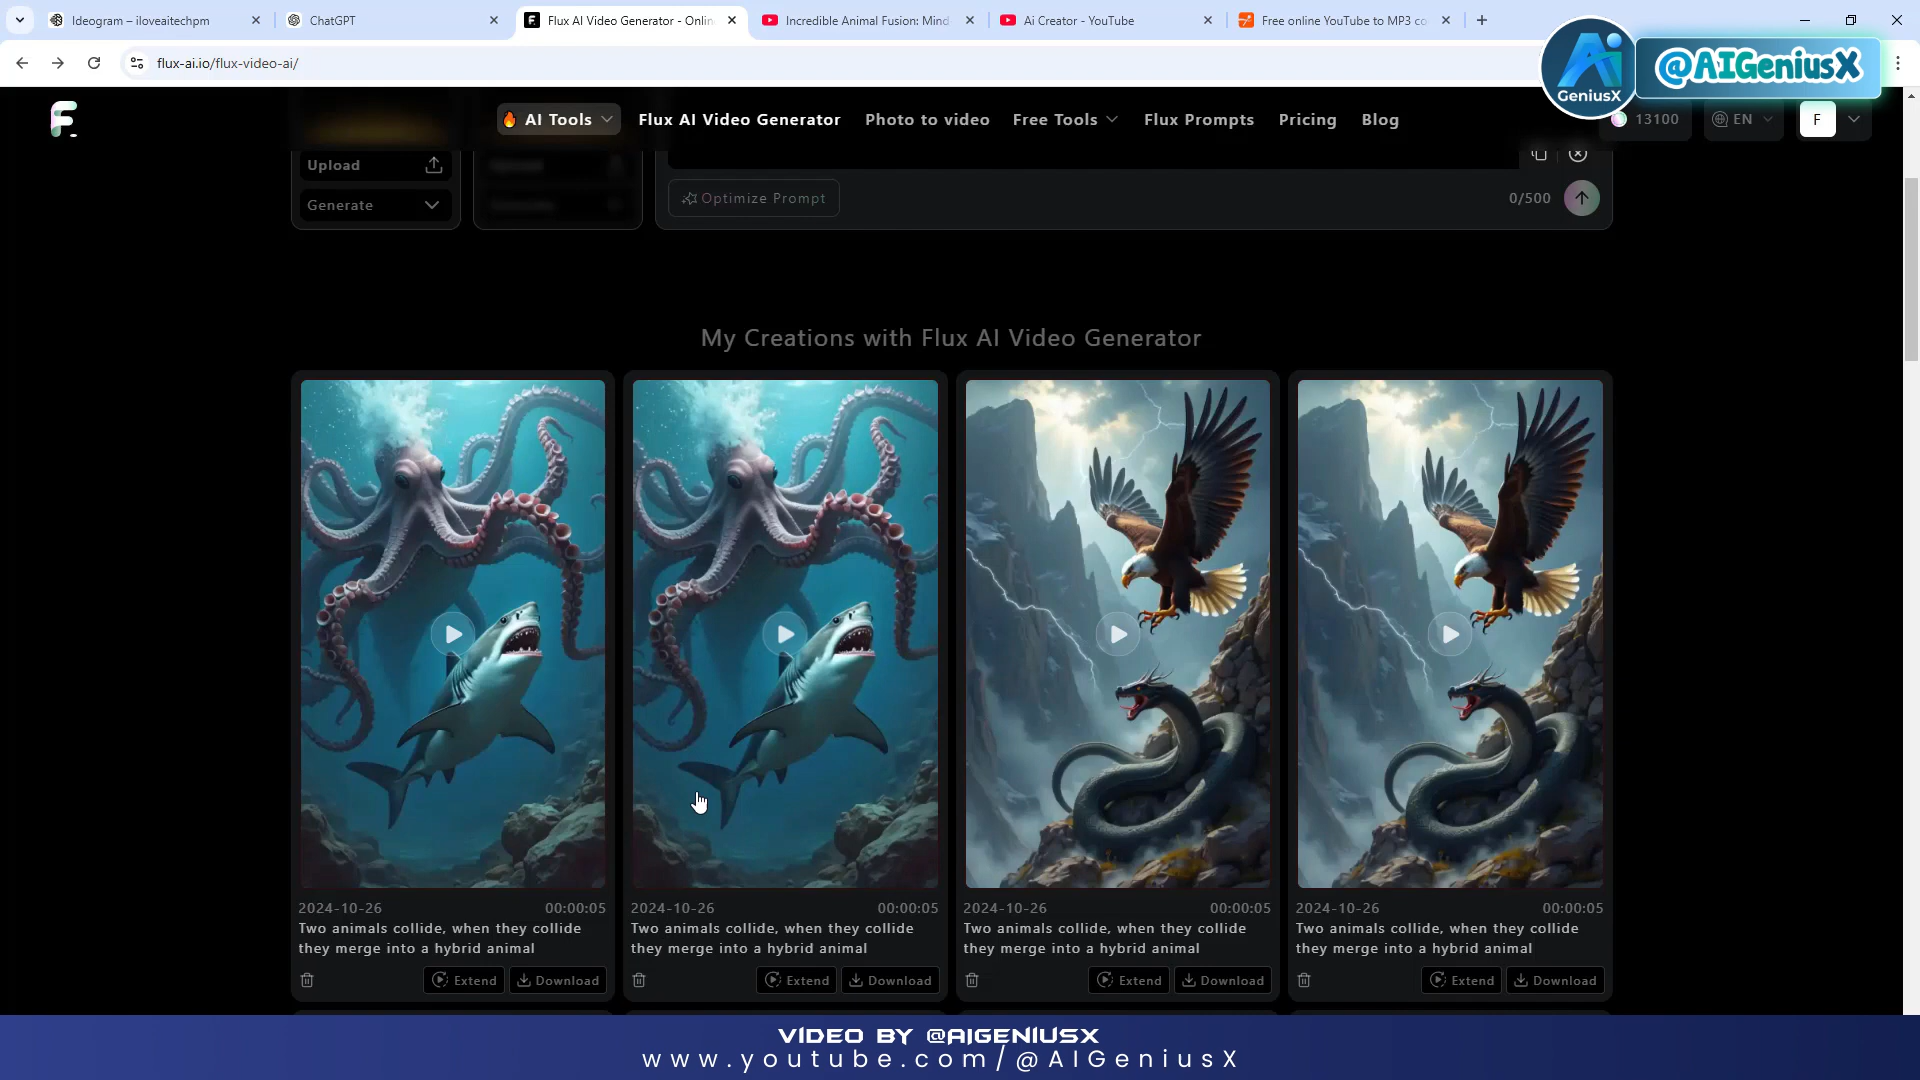 Ideogram – iloveaitechpm
ChatGPT
Flux AI Video Generator - Onlin
Incredible Animal Fusion: Mind
Ai Creator - YouTube
Free online YouTube to MP3 co
flux-ai.io/flux-video-ai/
Ai
GeniusX
@AIGeniusX
F.
AI Tools
Flux AI Video Generator
Photo to video
Free Tools
Flux Prompts
Pricing
Blog
13100
EN
F
Upload
Generate
Optimize Prompt
0/500
My Creations with Flux AI Video Generator
2024-10-26 00:00:05
Two animals collide, when they collide
they merge into a hybrid animal
Extend
Download
2024-10-26 00:00:05
Two animals collide, when they collide
they merge into a hybrid animal
Extend
Download
2024-10-26 00:00:05
Two animals collide, when they collide
they merge into a hybrid animal
Extend
Download
2024-10-26 00:00:05
Two animals collide, when they collide
they merge into a hybrid animal
Extend
Download
VIDEO BY @AIGENIUSX
www.youtube.com/@AIGeniusX